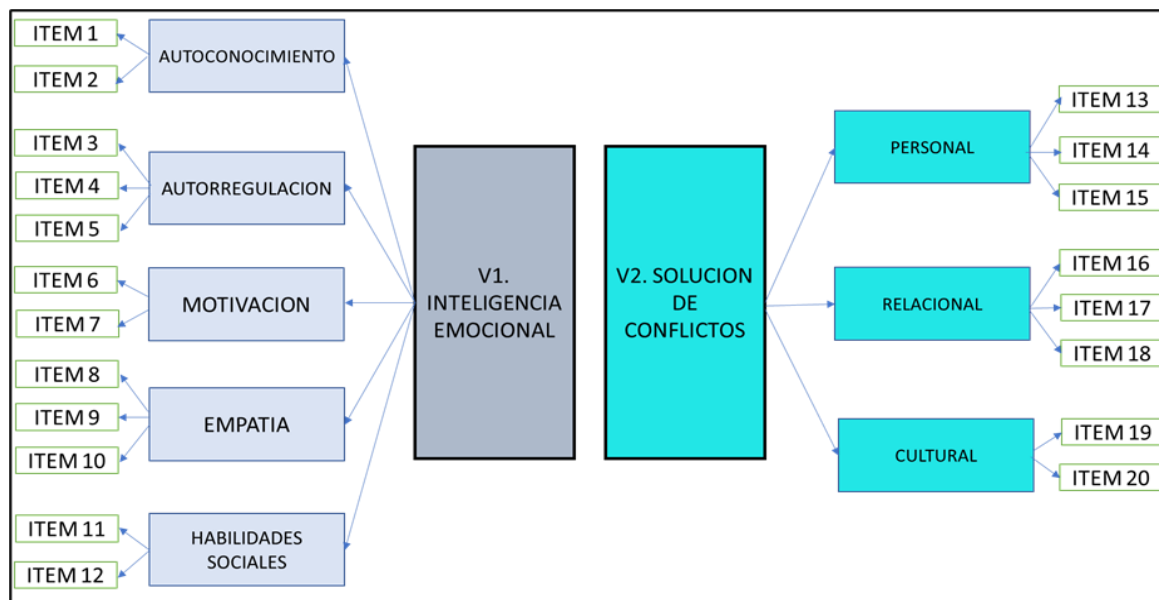 ITEM 1
ITEM 2
AUTOCONOCIMIENTO
ITEM 3
ITEM 4
ITEM 5
AUTORREGULACION
ITEM 6
ITEM 7
MOTIVACION
ITEM 8
ITEM 9
ITEM 10
EMPATIA
ITEM 11
ITEM 12
HABILIDADES
SOCIALES
V1.
INTELIGENCIA
EMOCIONAL
V2. SOLUCION
DE
CONFLICTOS
PERSONAL
ITEM 13
ITEM 14
ITEM 15
RELACIONAL
ITEM 16
ITEM 17
ITEM 18
CULTURAL
ITEM 19
ITEM 20